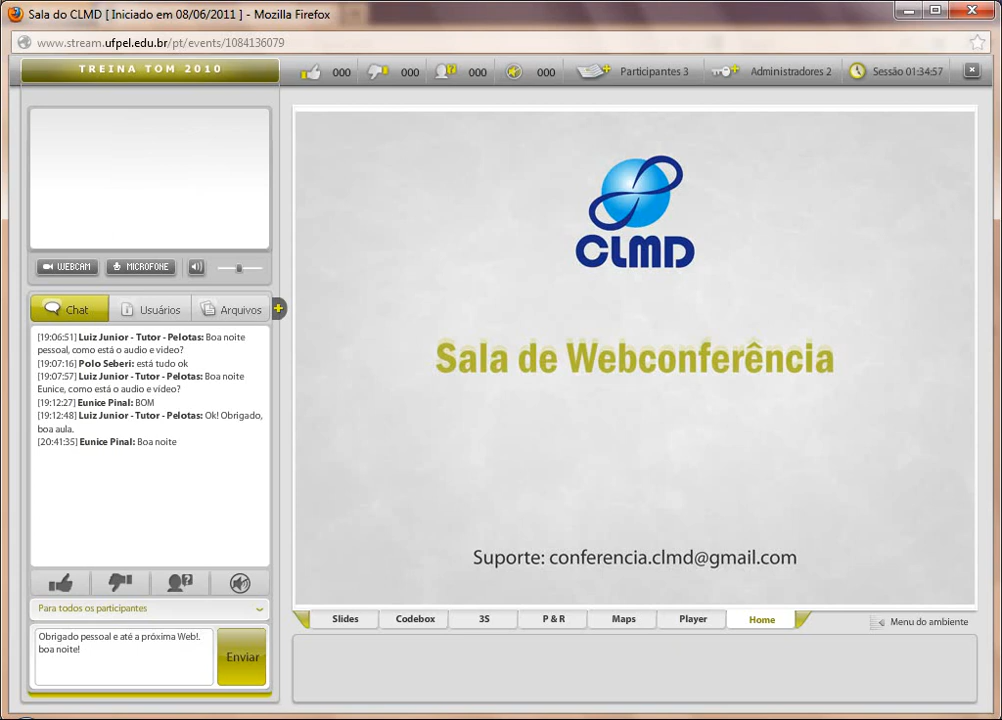 Sala do CLMD [ Iniciado em 08/06/2011 ] - Mozilla Firefox
www.stream.ufpel.edu.br/pt/events/1084136079
TREINA TOM 2010
000
000
000
000
Participantes 3
Administradores 2
Sessão 01:34:57
WEBCAM
MICROFONE
Chat
Usuários
Arquivos
[19:06:51] Luiz Junior - Tutor - Pelotas: Boa noite
pessoal, como está o audio e video?
[19:07:16] Polo Seberi: está tudo ok
[19:07:57] Luiz Junior - Tutor - Pelotas: Boa noite
Eunice, como está o audio e vídeo?
[19:12:27] Eunice Pinal: BOM
[19:12:48] Luiz Junior - Tutor - Pelotas: Ok! Obrigado,
boa aula.
[20:41:35] Eunice Pinal: Boa noite
Para todos os participantes
Obrigado pessoal e até a próxima Web!.
boa noite!
Enviar
CLMD
Sala de Webconferência
Suporte: conferencia.clmd@gmail.com
Slides
Codebox
3S
P & R
Maps
Player
Home
Menu do ambiente